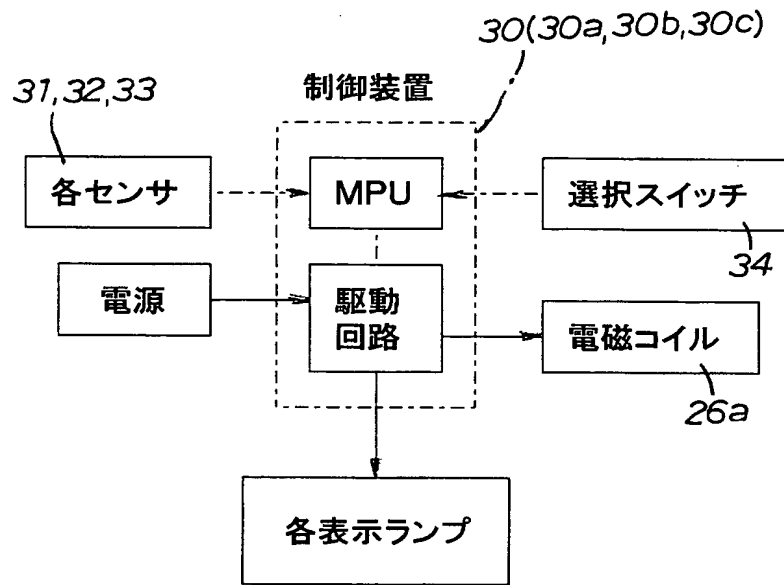 30(30a,30b,30c)
31,32,33
制御装置
各センサ
MPU
選択スイッチ
34
電源
駆動
回路
電磁コイル
26a
各表示ランプ